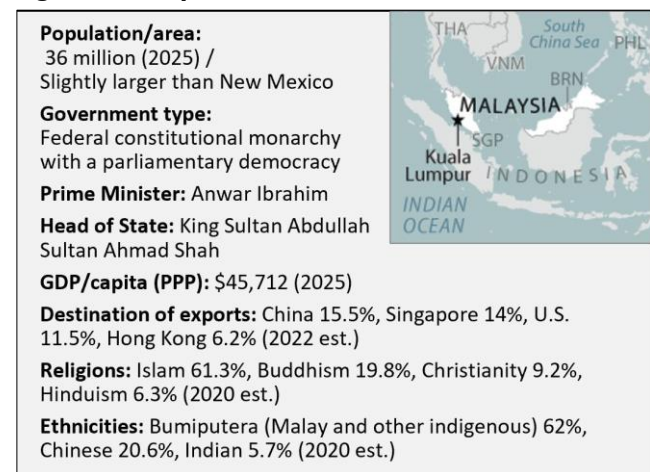 Population/area:
36 million (2025) /
Slightly larger than New Mexico
Government type:
Federal constitutional monarchy
with a parliamentary democracy
Prime Minister: Anwar Ibrahim
Head of State: King Sultan Abdullah
Sultan Ahmad Shah
GDP/capita (PPP): $45,712 (2025)
Destination of exports: China 15.5%, Singapore 14%, U.S.
11.5%, Hong Kong 6.2% (2022 est.)
Religions: Islam 61.3%, Buddhism 19.8%, Christianity 9.2%,
Hinduism 6.3% (2020 est.)
Ethnicities: Bumiputera (Malay and other indigenous) 62%,
Chinese 20.6%, Indian 5.7% (2020 est.)
THA
South
China Sea
PHL
VNM
BRN
MALAYSIA
SGP
Kuala
Lumpur
INDONESIA
INDIAN
OCEAN